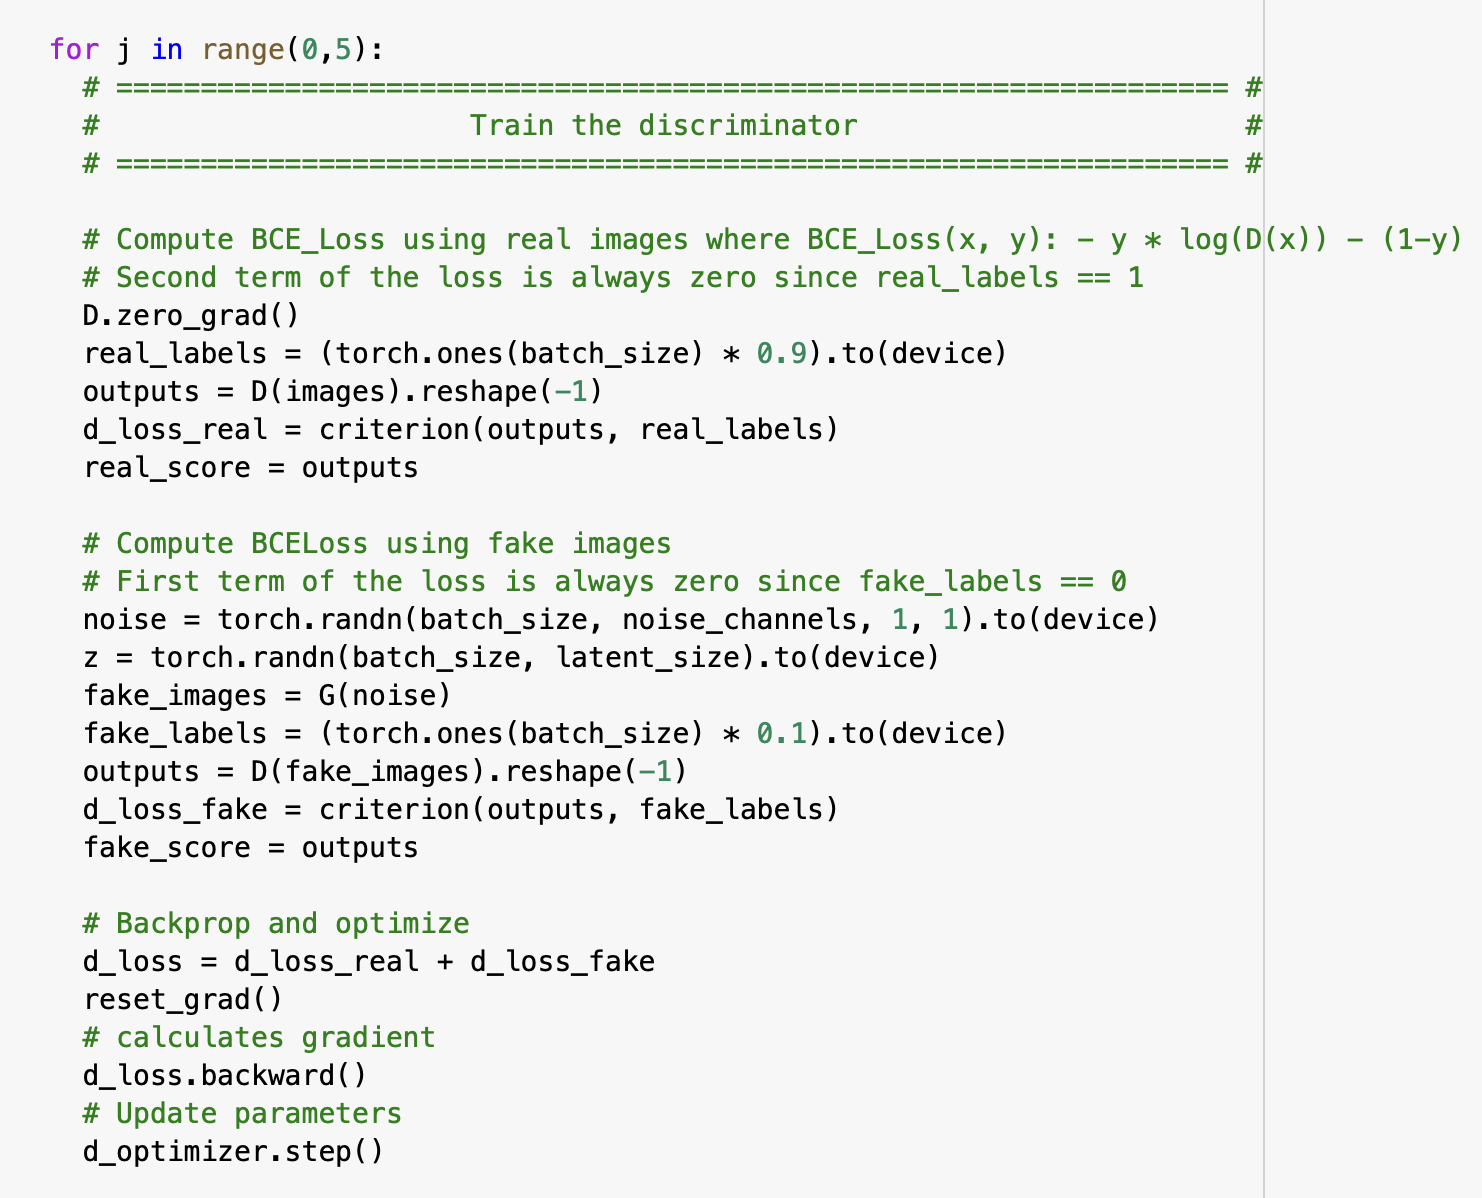 for j in range(0,5):
# ================================================================== #
# Train the discriminator #
# ================================================================== #
# Compute BCE_Loss using real images where BCE_Loss(x, y): - y * log(D(x)) - (1-y)
# Second term of the loss is always zero since real_labels == 1
D.zero_grad()
real_labels = (torch.ones(batch_size) * 0.9).to(device)
outputs = D(images).reshape(-1)
d_loss_real = criterion(outputs, real_labels)
real_score = outputs
# Compute BCELoss using fake images
# First term of the loss is always zero since fake_labels == 0
noise = torch.randn(batch_size, noise_channels, 1, 1).to(device)
z = torch.randn(batch_size, latent_size).to(device)
fake_images = G(noise)
fake_labels = (torch.ones(batch_size) * 0.1).to(device)
outputs = D(fake_images).reshape(-1)
d_loss_fake = criterion(outputs, fake_labels)
fake_score = outputs
# Backprop and optimize
d_loss = d_loss_real + d_loss_fake
reset_grad()
# calculates gradient
d_loss.backward()
# Update parameters
d_optimizer.step()